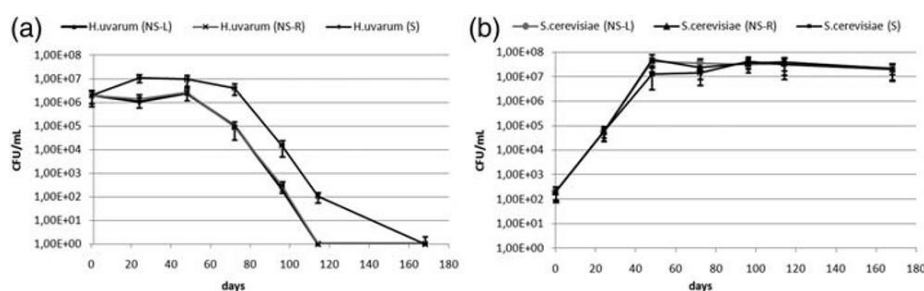 (a)
H.uvarum (NS-L) H.uvarum (NS-R) H.uvarum (S)
1,00E+08
1,00E+07
1,00E+06
1,00E+05
1,00E+04
1,00E+03
1,00E+02
1,00E+01
1,00E+00
CFU/mL
0 20 40 60 80 100 120 140 160 180
days
(b)
S.cerevisiae (NS-L) S.cerevisiae (NS-R) S.cerevisiae (S)
1,00E+08
1,00E+07
1,00E+06
1,00E+05
1,00E+04
1,00E+03
1,00E+02
1,00E+01
1,00E+00
CFU/mL
0 20 40 60 80 100 120 140 160 180
days